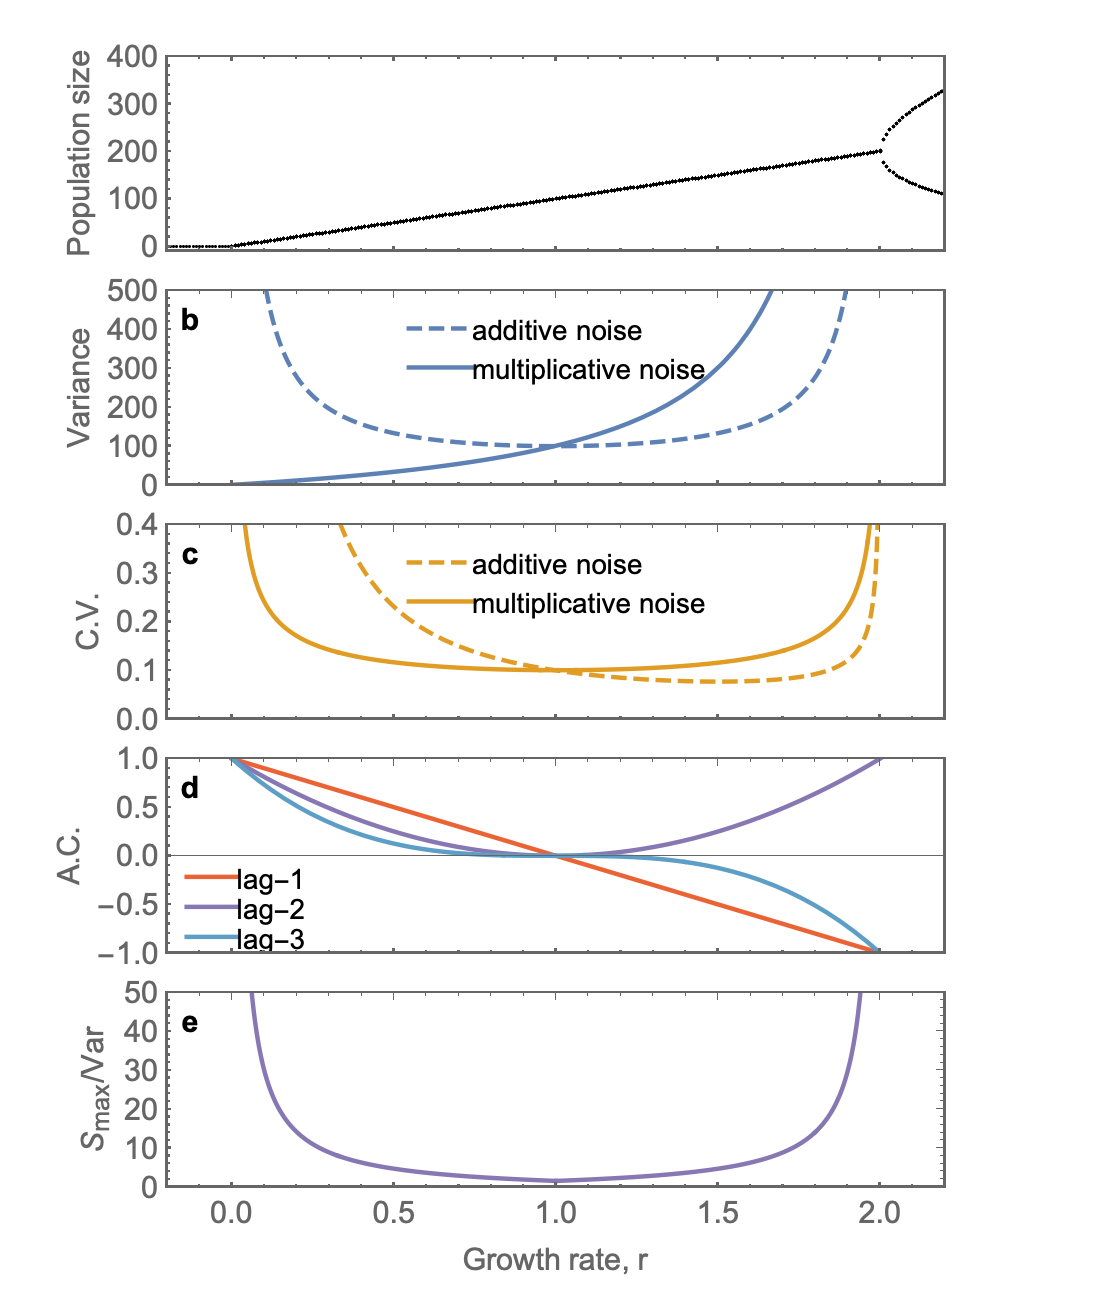 Population size
400
300
200
100
0
b
Variance
500
400
300
200
100
0
additive noise
multiplicative noise
c
C.V.
0.4
0.3
0.2
0.1
0.0
additive noise
multiplicative noise
d
A.C.
1.0
0.5
0.0
−0.5
−1.0
lag−1
lag−2
lag−3
e
Smax/Var
50
40
30
20
10
0
0.0 0.5 1.0 1.5 2.0
Growth rate, r